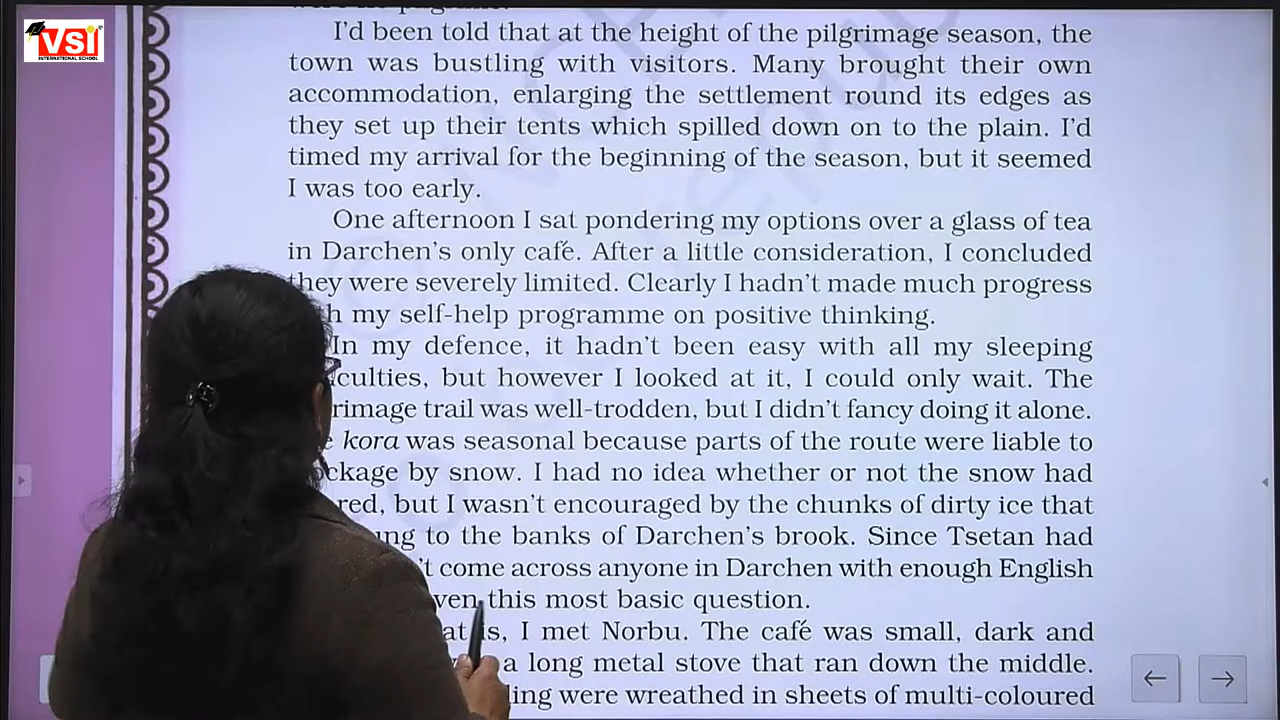 VSI
INTERNATIONAL SCHOOL
I'd been told that at the height of the pilgrimage season, the
town was bustling with visitors. Many brought their own
accommodation, enlarging the settlement round its edges as
they set up their tents which spilled down on to the plain. I'd
timed my arrival for the beginning of the season, but it seemed
I was too early.
One afternoon I sat pondering my options over a glass of tea
in Darchen's only café. After a little consideration, I concluded
they were severely limited. Clearly I hadn't made much progress
my self-help programme on positive thinking.
In my defence, it hadn't been easy with all my sleeping
but however I looked at it, I could only wait. The
trail was well-trodden, but I didn't fancy doing it alone.
kora was seasonal because parts of the route were liable to
by snow. I had no idea whether or not the snow had
but I wasn't encouraged by the chunks of dirty ice that
to the banks of Darchen's brook. Since Tsetan had
come across anyone in Darchen with enough English
this most basic question.
is, I met Norbu. The café was small, dark and
a long metal stove that ran down the middle.
were wreathed in sheets of multi-coloured